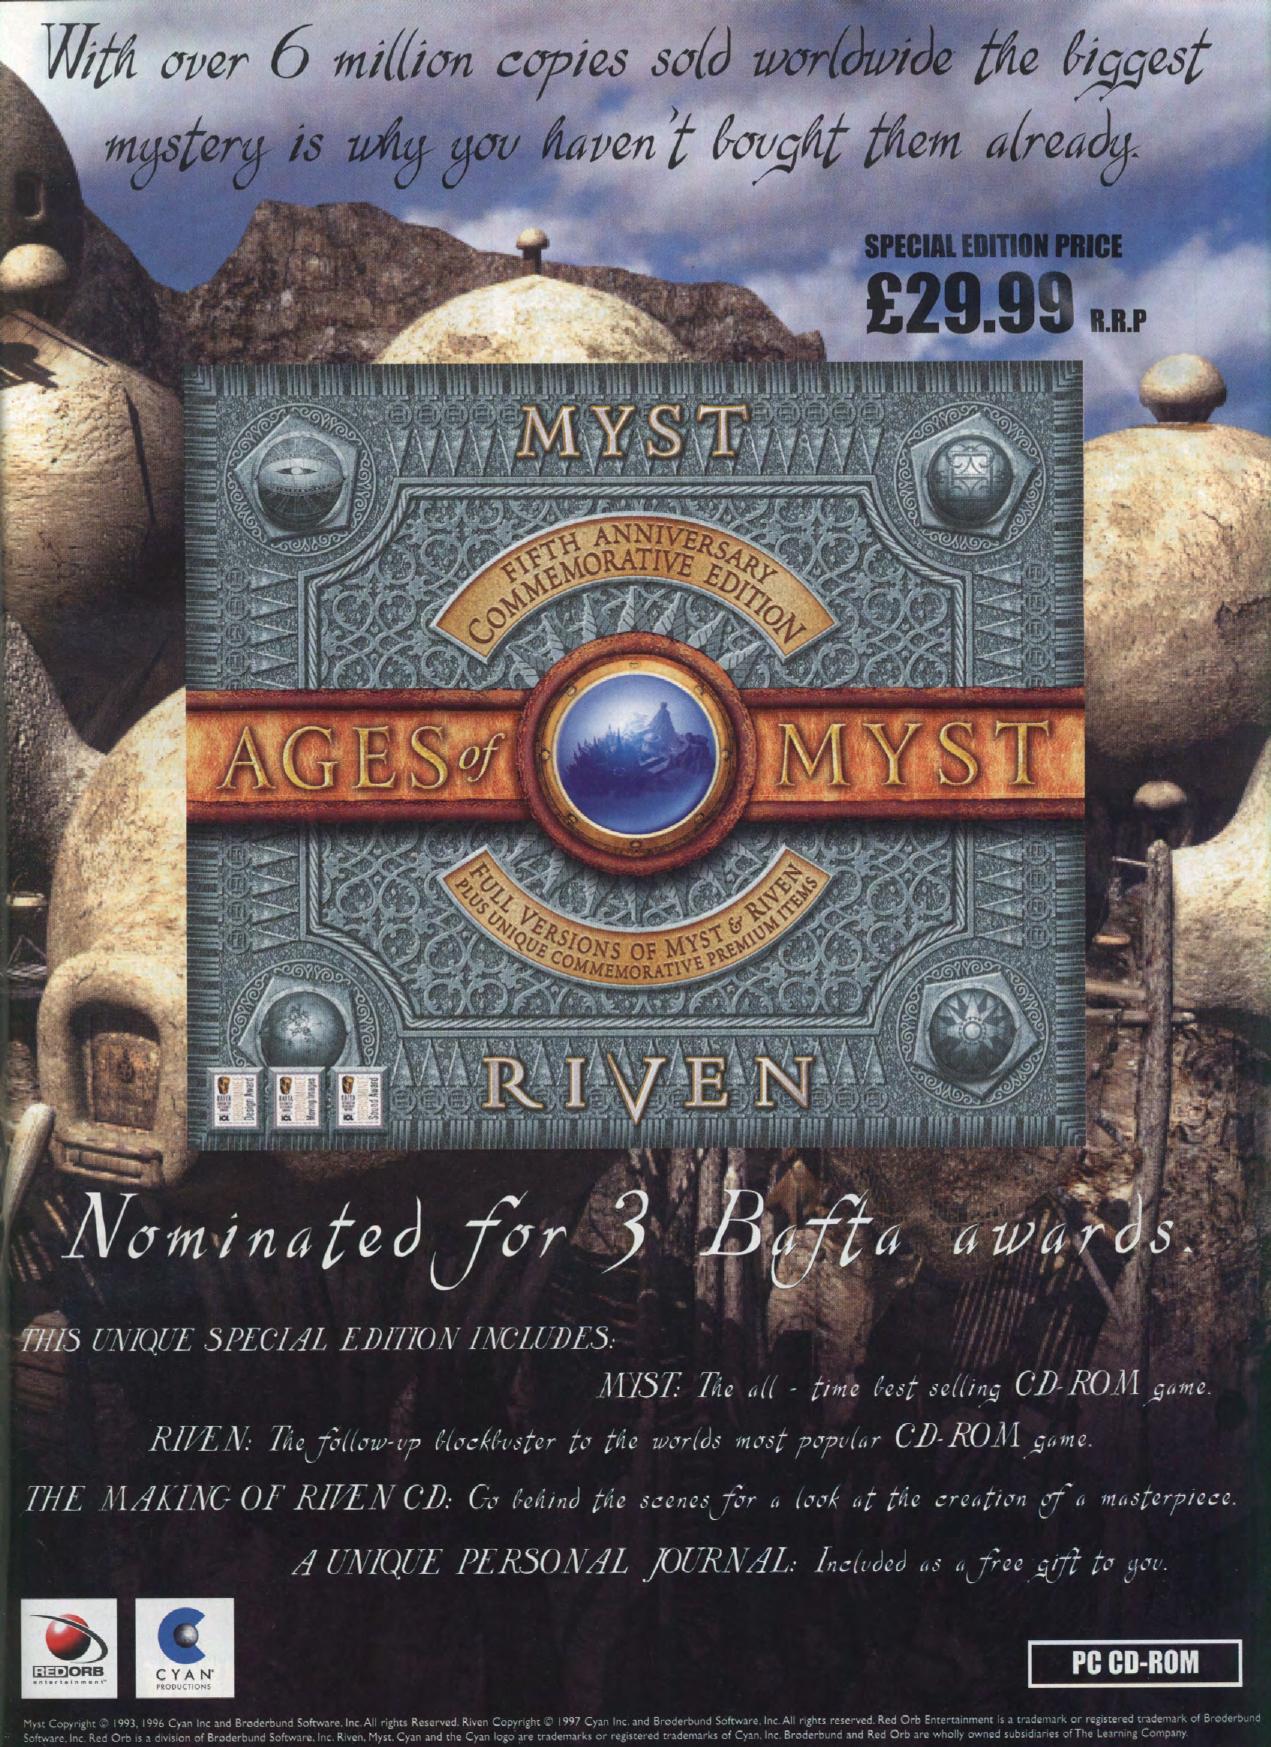 With over 6 million copies sold worldwide the biggest
mystery is why you haven't bought them already.
SPECIAL EDITION PRICE
£29.99 R.R.P
MYST
FIFTH ANNIVERSARY
COMMEMORATIVE EDITION
AGES of MYST
FULL VERSIONS OF MYST & RIVEN
PLUS UNIQUE COMMEMORATIVE PREMIUM ITEMS
RIVEN
Design Award
Moving Images
Sound Award
Nominated for 3 Bafta awards.
THIS UNIQUE SPECIAL EDITION INCLUDES:
MYST: The all - time best selling CD-ROM game.
RIVEN: The follow-up blockbuster to the worlds most popular CD-ROM game.
THE MAKING OF RIVEN CD: Go behind the scenes for a look at the creation of a masterpiece.
A UNIQUE PERSONAL JOURNAL: Included as a free gift to you.
REDORB
entertainment™
CYAN
PRODUCTIONS
PC CD-ROM
Myst Copyright © 1993, 1996 Cyan Inc and Brøderbund Software, Inc. All rights Reserved. Riven Copyright © 1997 Cyan Inc. and Brøderbund Software, Inc. All rights reserved. Red Orb Entertainment is a trademark or registered trademark of Brøderbund
Software, Inc. Red Orb is a division of Brøderbund Software, Inc. Riven, Myst, Cyan and the Cyan logo are trademarks or registered trademarks of Cyan, Inc. Brøderbund and Red Orb are wholly owned subsidiaries of The Learning Company.